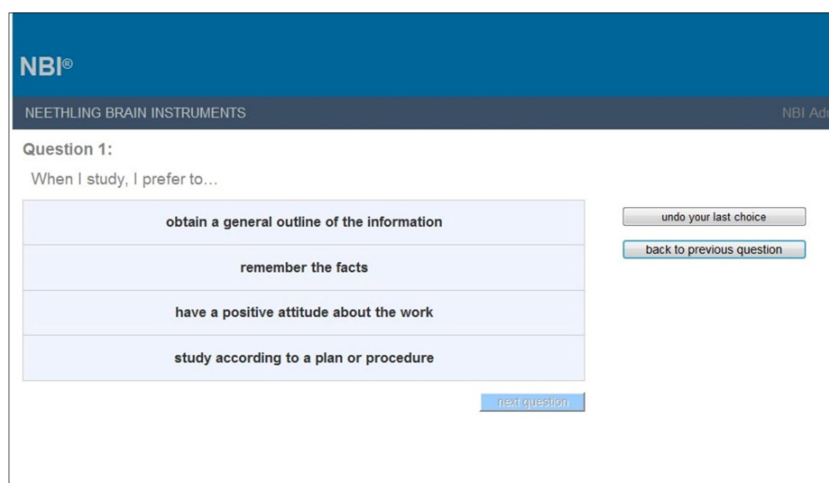 NBI®
NEETHLING BRAIN INSTRUMENTS
NBI
Question 1:
When I study, I prefer to...
obtain a general outline of the information
remember the facts
have a positive attitude about the work
study according to a plan or procedure
undo your last choice
back to previous question
next question